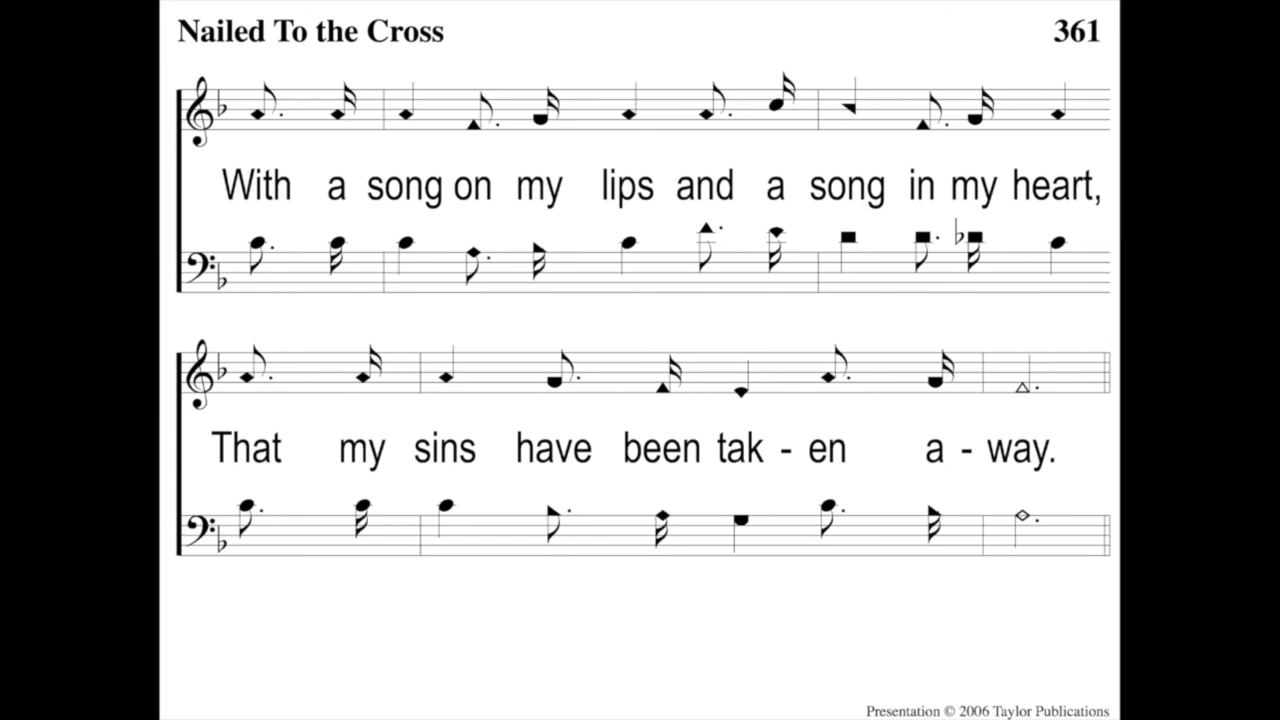 Nailed To the Cross 361
With a song on my lips and a song in my heart,
That my sins have been tak - en a - way.
Presentation © 2006 Taylor Publications